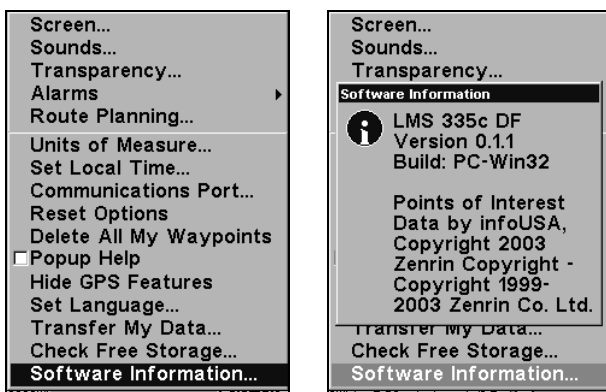 Screen...
Sounds...
Transparency...
Alarms
Route Planning...
Units of Measure...
Set Local Time...
Communications Port...
Reset Options
Delete All My Waypoints
Popup Help
Hide GPS Features
Set Language...
Transfer My Data...
Check Free Storage...
Software Information...
Screen...
Sounds...
Transparency...
Software Information
LMS 335c DF
Version 0.1.1
Build: PC-Win32
Points of Interest
Data by infoUSA,
Copyright 2003
Zenrin Copyright -
Copyright 1999-
2003 Zenrin Co. Ltd.
Transfer My Data...
Check Free Storage...
Software Information...